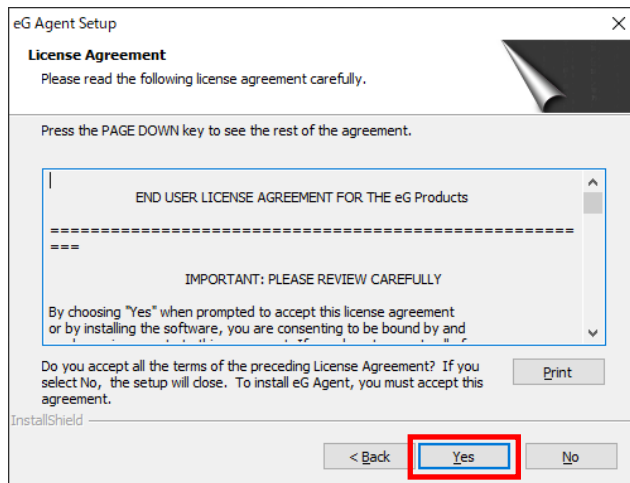 eG Agent Setup
License Agreement
Please read the following license agreement carefully.
Press the PAGE DOWN key to see the rest of the agreement.
END USER LICENSE AGREEMENT FOR THE eG Products
====================================================
===
IMPORTANT: PLEASE REVIEW CAREFULLY
By choosing "Yes" when prompted to accept this license agreement
or by installing the software, you are consenting to be bound by and
Do you accept all the terms of the preceding License Agreement? If you
select No, the setup will close. To install eG Agent, you must accept this
agreement.
Print
InstallShield
< Back
Yes
No